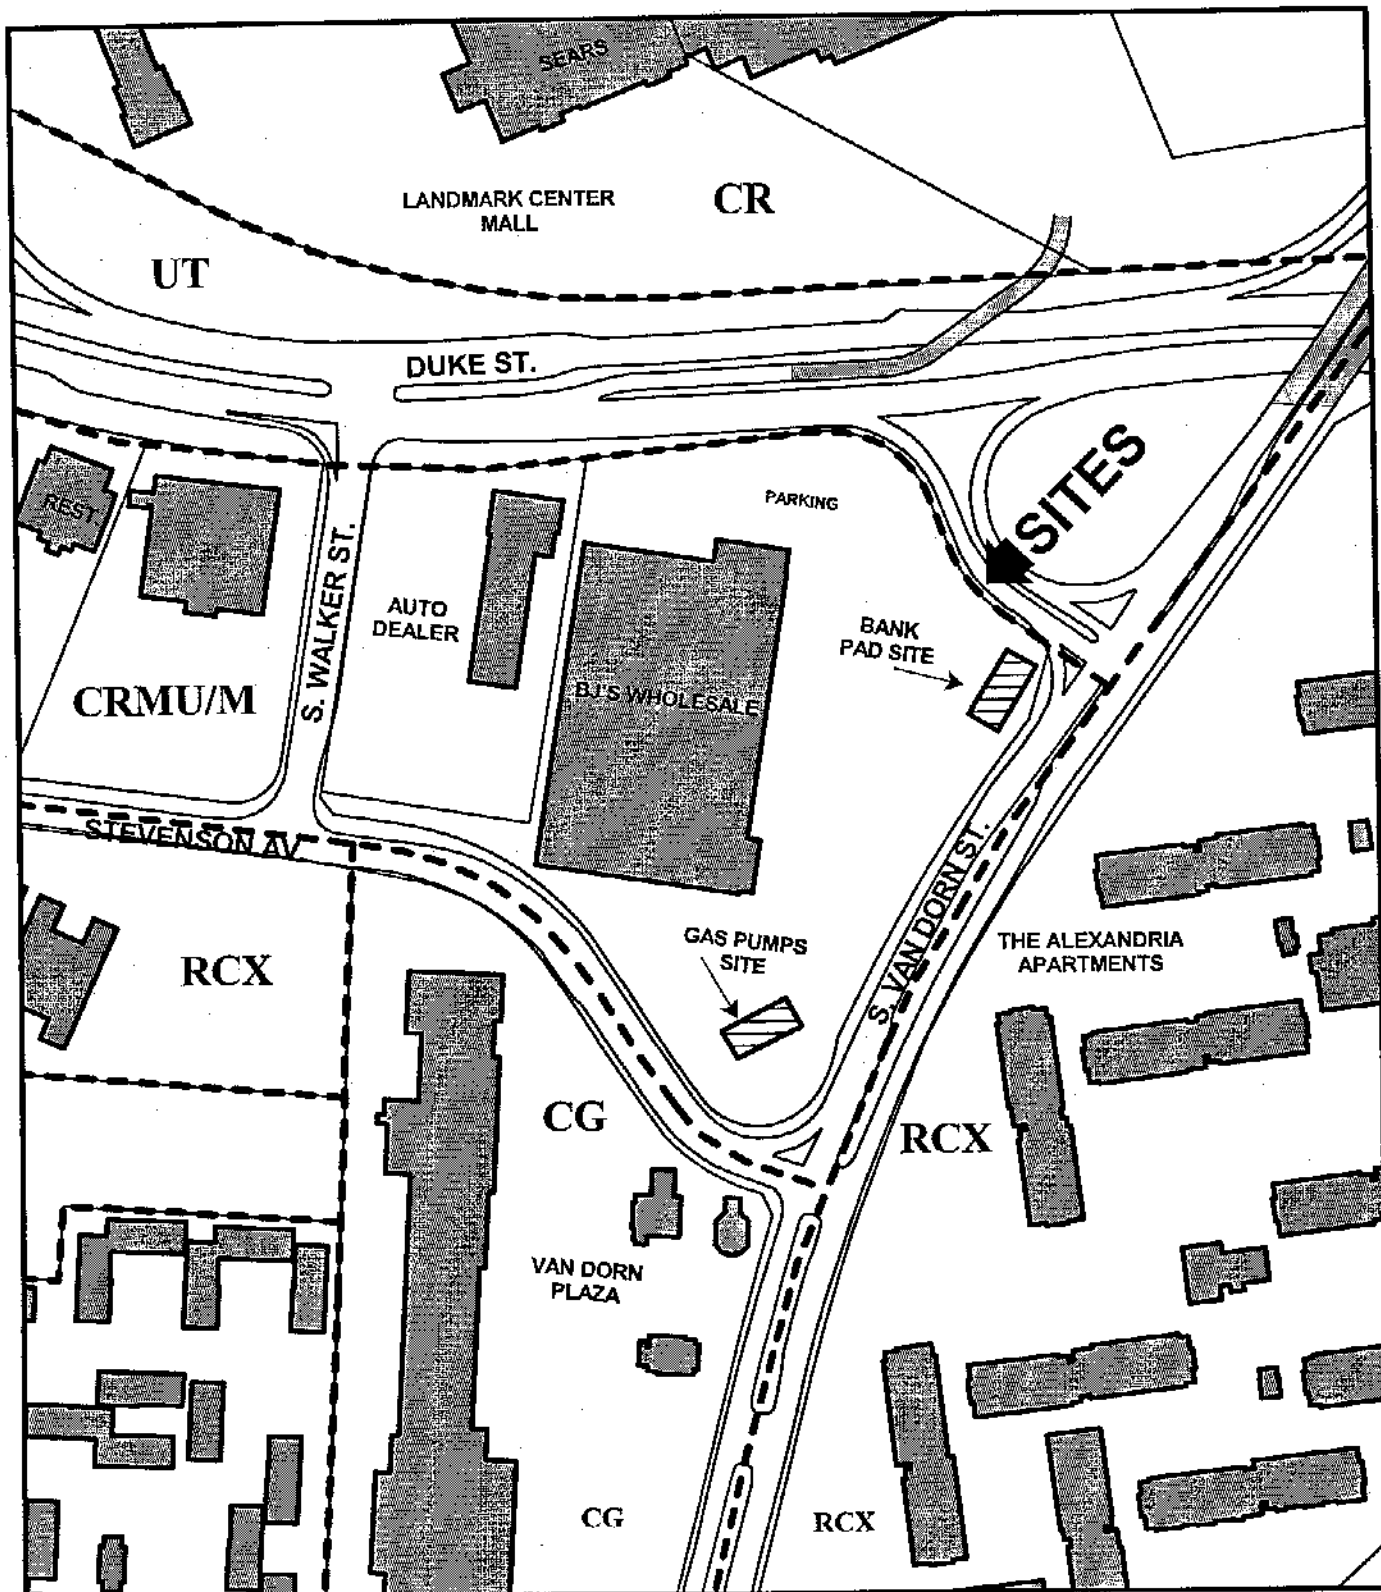 SEARS
LANDMARK CENTER
MALL
CR
UT
DUKE ST.
SITES
REST.
PARKING
S. WALKER ST.
AUTO
DEALER
BANK
PAD SITE
CRMU/M
BJ'S WHOLESALE
STEVENSON AV.
S. VAN DORN ST.
GAS PUMPS
SITE
THE ALEXANDRIA
APARTMENTS
RCX
CG
RCX
VAN DORN
PLAZA
CG
RCX